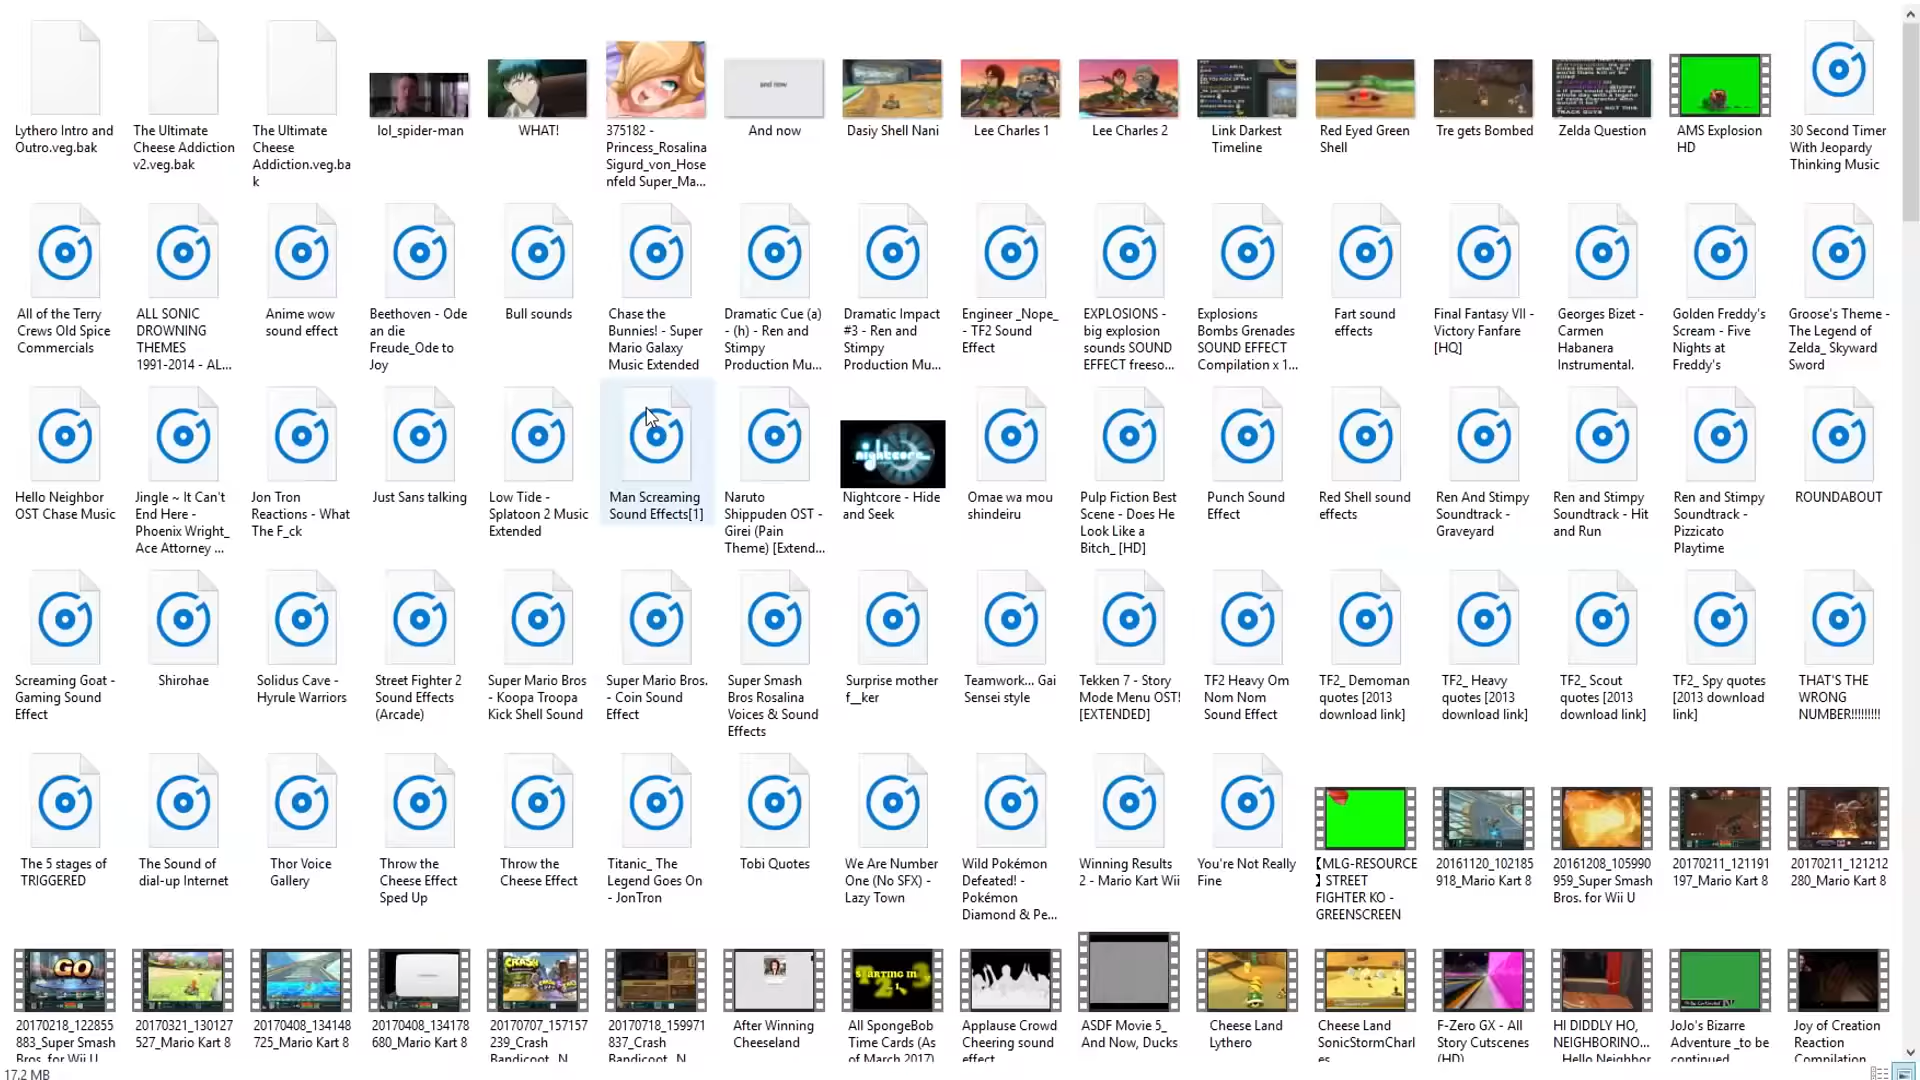 Lythero Intro and
Outro.veg.bak
The Ultimate
Cheese Addiction
v2.veg.bak
The Ultimate
Cheese
Addiction.veg.ba
k
lol_spider-man
WHAT!
375182 -
Princess_Rosalina
Sigurd_von_Hose
nfeld Super_Ma...
and now
And now
Dasiy Shell Nani
Lee Charles 1
Lee Charles 2
Link Darkest
Timeline
Red Eyed Green
Shell
Tre gets Bombed
Zelda Question
AMS Explosion
HD
30 Second Timer
With Jeopardy
Thinking Music
All of the Terry
Crews Old Spice
Commercials
ALL SONIC
DROWNING
THEMES
1991-2014 - AL...
Anime wow
sound effect
Beethoven - Ode
an die
Freude_Ode to
Joy
Bull sounds
Chase the
Bunnies! - Super
Mario Galaxy
Music Extended
Dramatic Cue (a)
- (h) - Ren and
Stimpy
Production Mu...
Dramatic Impact
#3 - Ren and
Stimpy
Production Mu...
Engineer _Nope_
- TF2 Sound
Effect
EXPLOSIONS -
big explosion
sounds SOUND
EFFECT freeso...
Explosions
Bombs Grenades
SOUND EFFECT
Compilation x 1...
Fart sound
effects
Final Fantasy VII -
Victory Fanfare
[HQ]
Georges Bizet -
Carmen
Habanera
Instrumental.
Golden Freddy's
Scream - Five
Nights at
Freddy's
Groose's Theme -
The Legend of
Zelda_ Skyward
Sword
Hello Neighbor
OST Chase Music
Jingle ~ It Can't
End Here -
Phoenix Wright_
Ace Attorney ...
Jon Tron
Reactions - What
The F_ck
Just Sans talking
Low Tide -
Splatoon 2 Music
Extended
Man Screaming
Sound Effects[1]
Naruto
Shippuden OST -
Girei (Pain
Theme) [Extend...
nightcore
Nightcore - Hide
and Seek
Omae wa mou
shindeiru
Pulp Fiction Best
Scene - Does He
Look Like a
Bitch_ [HD]
Punch Sound
Effect
Red Shell sound
effects
Ren And Stimpy
Soundtrack -
Graveyard
Ren and Stimpy
Soundtrack - Hit
and Run
Ren and Stimpy
Soundtrack -
Pizzicato
Playtime
ROUNDABOUT
Screaming Goat -
Gaming Sound
Effect
Shirohae
Solidus Cave -
Hyrule Warriors
Street Fighter 2
Sound Effects
(Arcade)
Super Mario Bros
- Koopa Troopa
Kick Shell Sound
Super Mario Bros.
- Coin Sound
Effect
Super Smash
Bros Rosalina
Voices & Sound
Effects
Surprise mother
f__ker
Teamwork... Gai
Sensei style
Tekken 7 - Story
Mode Menu OST!
[EXTENDED]
TF2 Heavy Om
Nom Nom
Sound Effect
TF2_ Demoman
quotes [2013
download link]
TF2_ Heavy
quotes [2013
download link]
TF2_ Scout
quotes [2013
download link]
TF2_ Spy quotes
[2013 download
link]
THAT'S THE
WRONG
NUMBER!!!!!!!!!
The 5 stages of
TRIGGERED
The Sound of
dial-up Internet
Thor Voice
Gallery
Throw the
Cheese Effect
Sped Up
Throw the
Cheese Effect
Titanic_ The
Legend Goes On
- JonTron
Tobi Quotes
We Are Number
One (No SFX) -
Lazy Town
Wild Pokémon
Defeated! -
Pokémon
Diamond & Pe...
Winning Results
2 - Mario Kart Wii
You're Not Really
Fine
【MLG-RESOURCE
】STREET
FIGHTER KO -
GREENSCREEN
20161120_102185
918_Mario Kart 8
20161208_105990
959_Super Smash
Bros. for Wii U
20170211_121191
197_Mario Kart 8
20170211_121212
280_Mario Kart 8
GO
20170218_122855
883_Super Smash
Bros. for Wii U
20170321_130127
527_Mario Kart 8
20170408_134148
725_Mario Kart 8
20170408_134178
680_Mario Kart 8
CRASH
20170707_157157
239_Crash
Bandicoot_ N
20170718_159971
837_Crash
Bandicoot_ N
After Winning
Cheeseland
STARTING IN
All SpongeBob
Time Cards (As
of March 2017)
Applause Crowd
Cheering sound
effect
ASDF Movie 5_
And Now, Ducks
Cheese Land
Lythero
Cheese Land
SonicStormCharl
es
F-Zero GX - All
Story Cutscenes
(HD)
HI DIDDLY HO,
NEIGHBORINO...
Hello Neighbor
JoJo's Bizarre
Adventure _to be
continued
Joy of Creation
Reaction
Compilation
17.2 MB